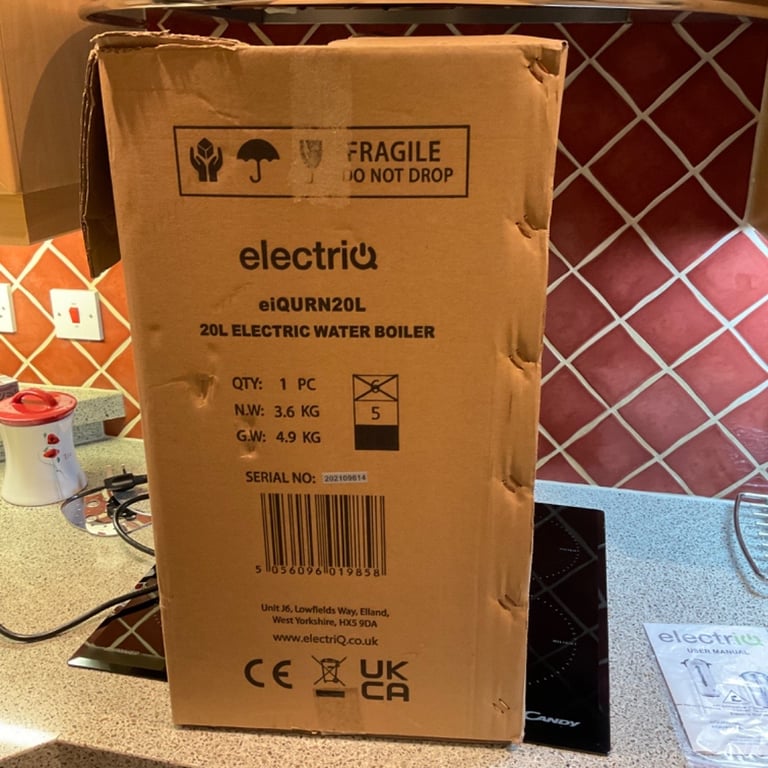 FRAGILE
DO NOT DROP
electriQ
eiQURN20L
20L ELECTRIC WATER BOILER
QTY: 1 PC
N.W: 3.6 KG
G.W: 4.9 KG
6
5
SERIAL NO: 202109614
5 056096 019858
Unit J6, Lowfields Way, Elland,
West Yorkshire, HX5 9DA
www.electriQ.co.uk
CE
UK
CA
CANDY
electriQ
USER MANUAL